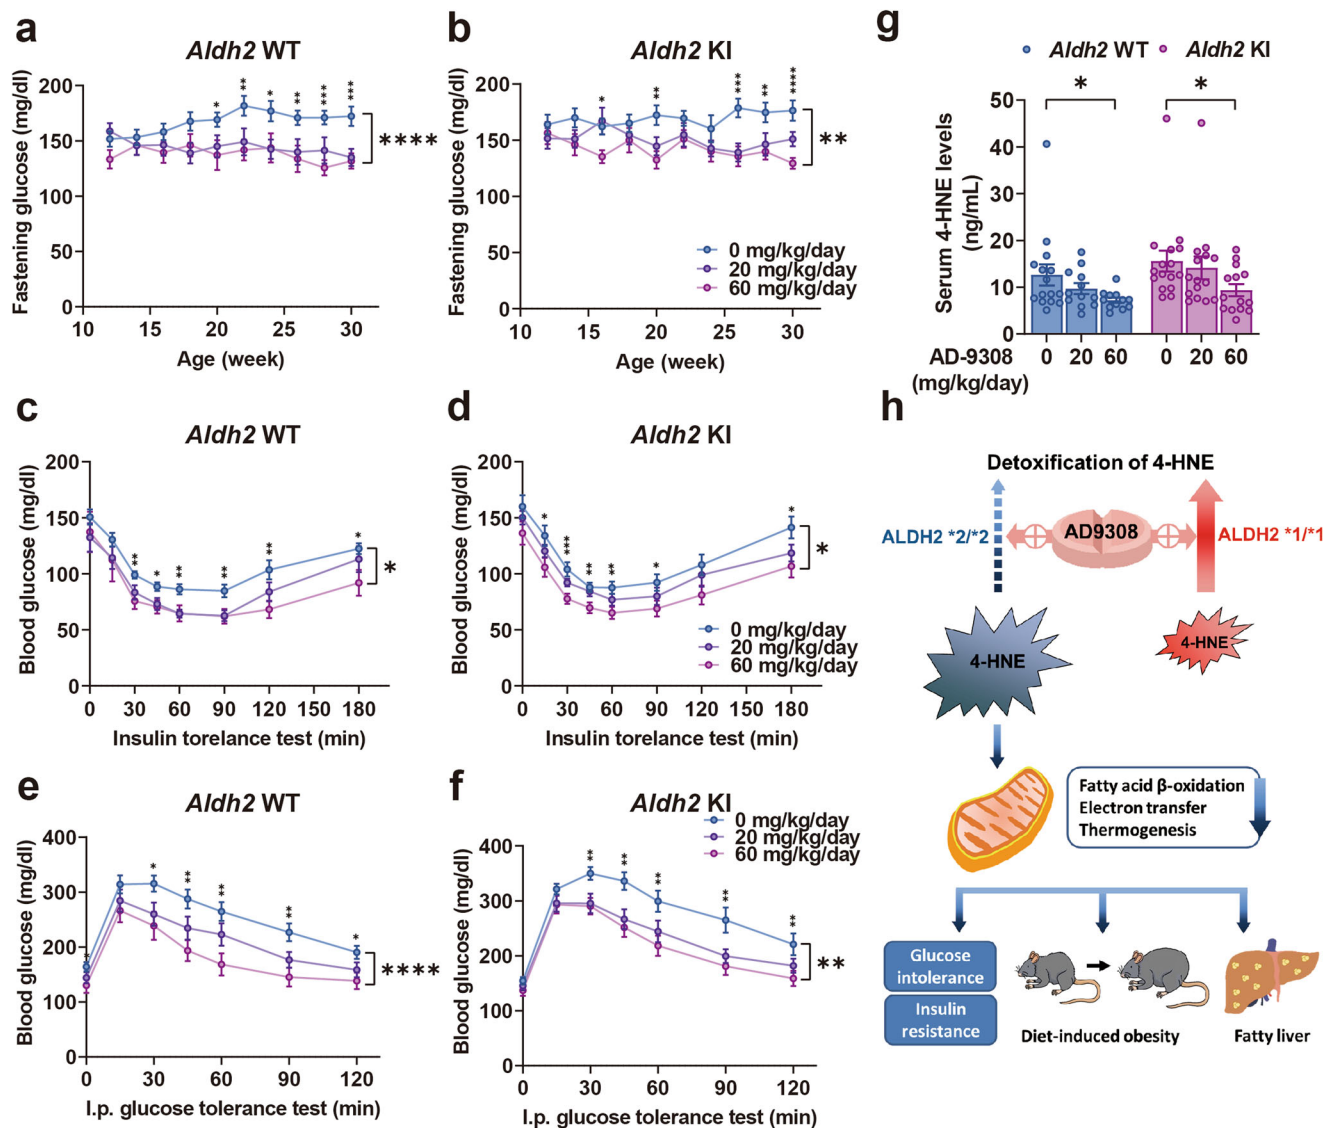 a
Aldh2 WT
Fastening glucose (mg/dl)
200
150
100
50
0
* ** * ** *** ***
****
10 15 20 25 30
Age (week)
b
Aldh2 KI
Fastening glucose (mg/dl)
200
150
100
50
0
* ** *** ** ****
**
0 mg/kg/day
20 mg/kg/day
60 mg/kg/day
10 15 20 25 30
Age (week)
g
Aldh2 WT Aldh2 KI
* *
Serum 4-HNE levels
(ng/mL)
50
40
30
20
10
0
AD-9308 0 20 60 0 20 60
(mg/kg/day)
c
Aldh2 WT
Blood glucose (mg/dl)
200
150
100
50
0
** * ** ** ** *
*
0 30 60 90 120 150 180
Insulin torelance test (min)
d
Aldh2 KI
Blood glucose (mg/dl)
200
150
100
50
0
* *** ** ** * *
*
0 mg/kg/day
20 mg/kg/day
60 mg/kg/day
0 30 60 90 120 150 180
Insulin torelance test (min)
e
Aldh2 WT
Blood glucose (mg/dl)
400
300
200
100
0
* * ** ** ** *
****
0 30 60 90 120
I.p. glucose tolerance test (min)
f
Aldh2 KI
0 mg/kg/day
20 mg/kg/day
60 mg/kg/day
Blood glucose (mg/dl)
400
300
200
100
0
** ** ** ** **
**
0 30 60 90 120
I.p. glucose tolerance test (min)
h
Detoxification of 4-HNE
ALDH2 *2/*2
AD9308
ALDH2 *1/*1
4-HNE
4-HNE
Fatty acid β-oxidation
Electron transfer
Thermogenesis
Glucose
intolerance
Insulin
resistance
Diet-induced obesity
Fatty liver